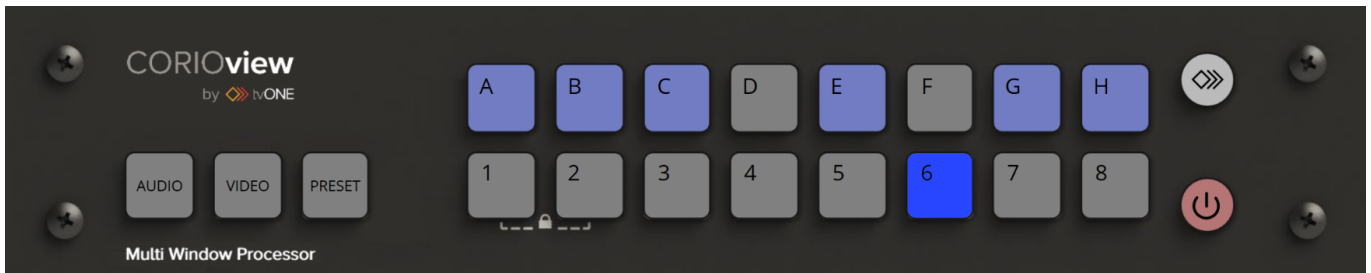 CORIOview
by tvONE
A B C D E F G H
AUDIO VIDEO PRESET
1 2 3 4 5 6 7 8
Multi Window Processor